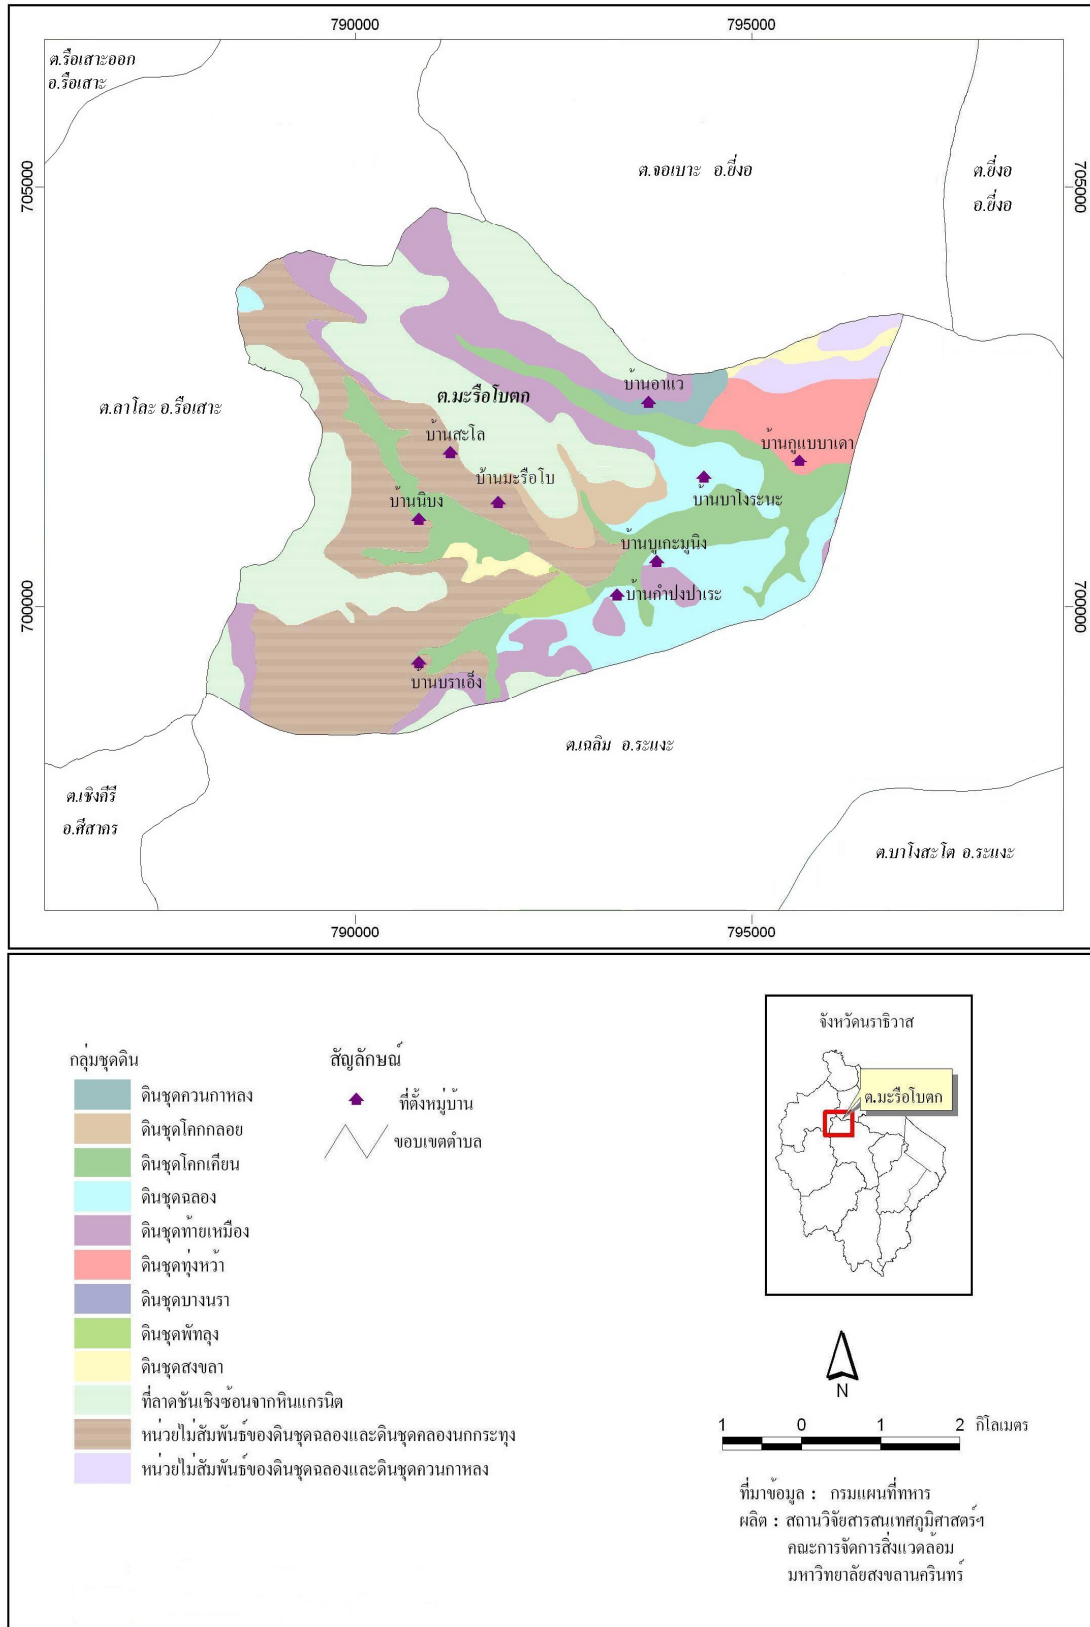 790000
795000
ต.รือเสาะออก
อ.รือเสาะ
705000
ต.จอเบาะ อ.ยี่งอ
ต.ยี่งอ
อ.ยี่งอ
705000
ต.ลาโละ อ.รือเสาะ
ต.มะรือโบตก
บ้านอาแว
บ้านสะโล
บ้านกูแบบาเดา
บ้านมะรือโบ
บ้านบาโงระนะ
บ้านนิบง
บ้านบูเกะมูนิง
บ้านกำปงปาเระ
700000
700000
บ้านบราเอ็ง
ต.เฉลิม อ.ระแงะ
ต.เชิงคีรี
อ.ศีสาคร
ต.บาโงสะโต อ.ระแงะ
790000
795000
กลุ่มชุดดิน
ดินชุดควนกาหลง
ดินชุดโคกกลอย
ดินชุดโคกเคียน
ดินชุดฉลอง
ดินชุดท้ายเหมือง
ดินชุดทุ่งหว้า
ดินชุดบางนรา
ดินชุดพัทลุง
ดินชุดสงขลา
ที่ลาดชันเชิงซ้อนจากหินแกรนิต
หน่วยไม่สัมพันธ์ของดินชุดฉลองและดินชุดคลองนกกระทุง
หน่วยไม่สัมพันธ์ของดินชุดฉลองและดินชุดควนกาหลง
สัญลักษณ์
ที่ตั้งหมู่บ้าน
ขอบเขตตำบล
จังหวัดนราธิวาส
ต.มะรือโบตก
N
1 0 1 2 กิโลเมตร
ที่มาข้อมูล : กรมแผนที่ทหาร
ผลิต : สถานวิจัยสารสนเทศภูมิศาสตร์ฯ
คณะการจัดการสิ่งแวดล้อม
มหาวิทยาลัยสงขลานครินทร์